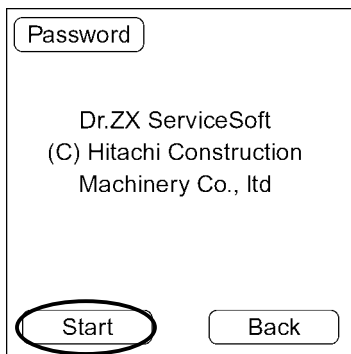 Password
Dr.ZX ServiceSoft
(C) Hitachi Construction
Machinery Co., ltd
Start
Back